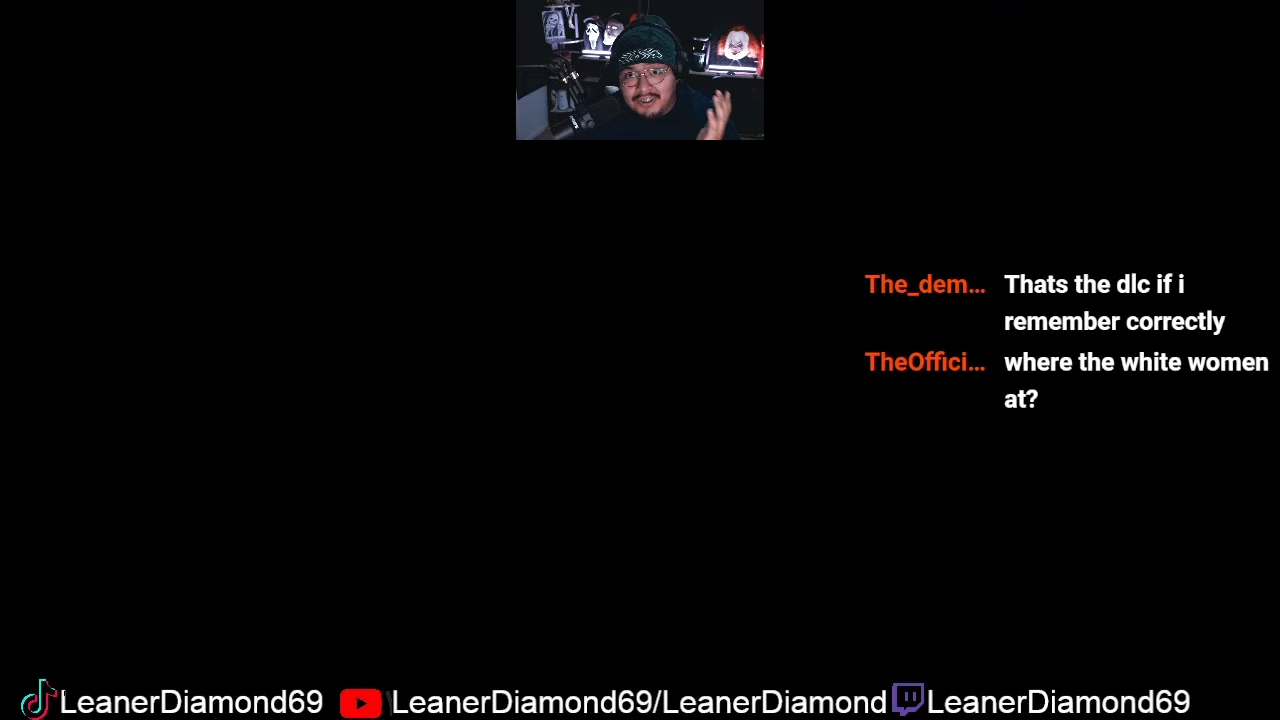 The_dem... Thats the dlc if i
remember correctly
TheOffici... where the white women
at?
LeanerDiamond69 \LeanerDiamond69/LeanerDiamond LeanerDiamond69